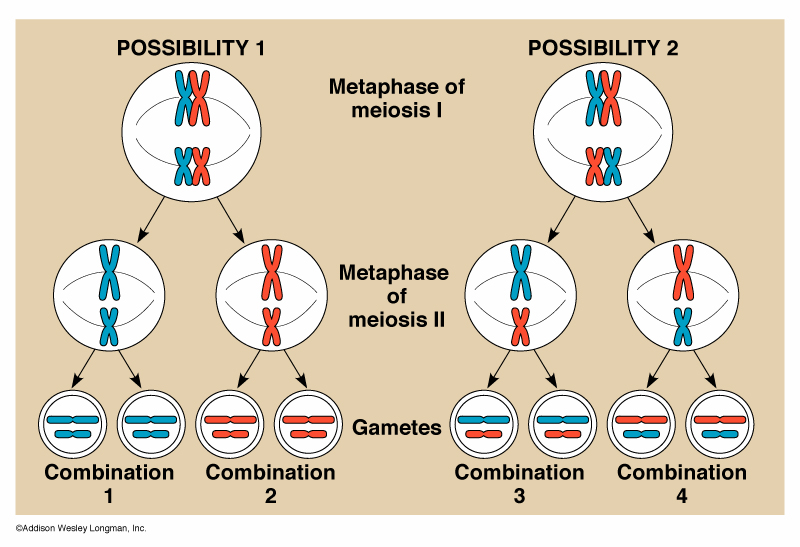 POSSIBILITY 1
POSSIBILITY 2
Metaphase of
meiosis I
Metaphase
of
meiosis II
Gametes
Combination
1
Combination
2
Combination
3
Combination
4
©Addison Wesley Longman, Inc.